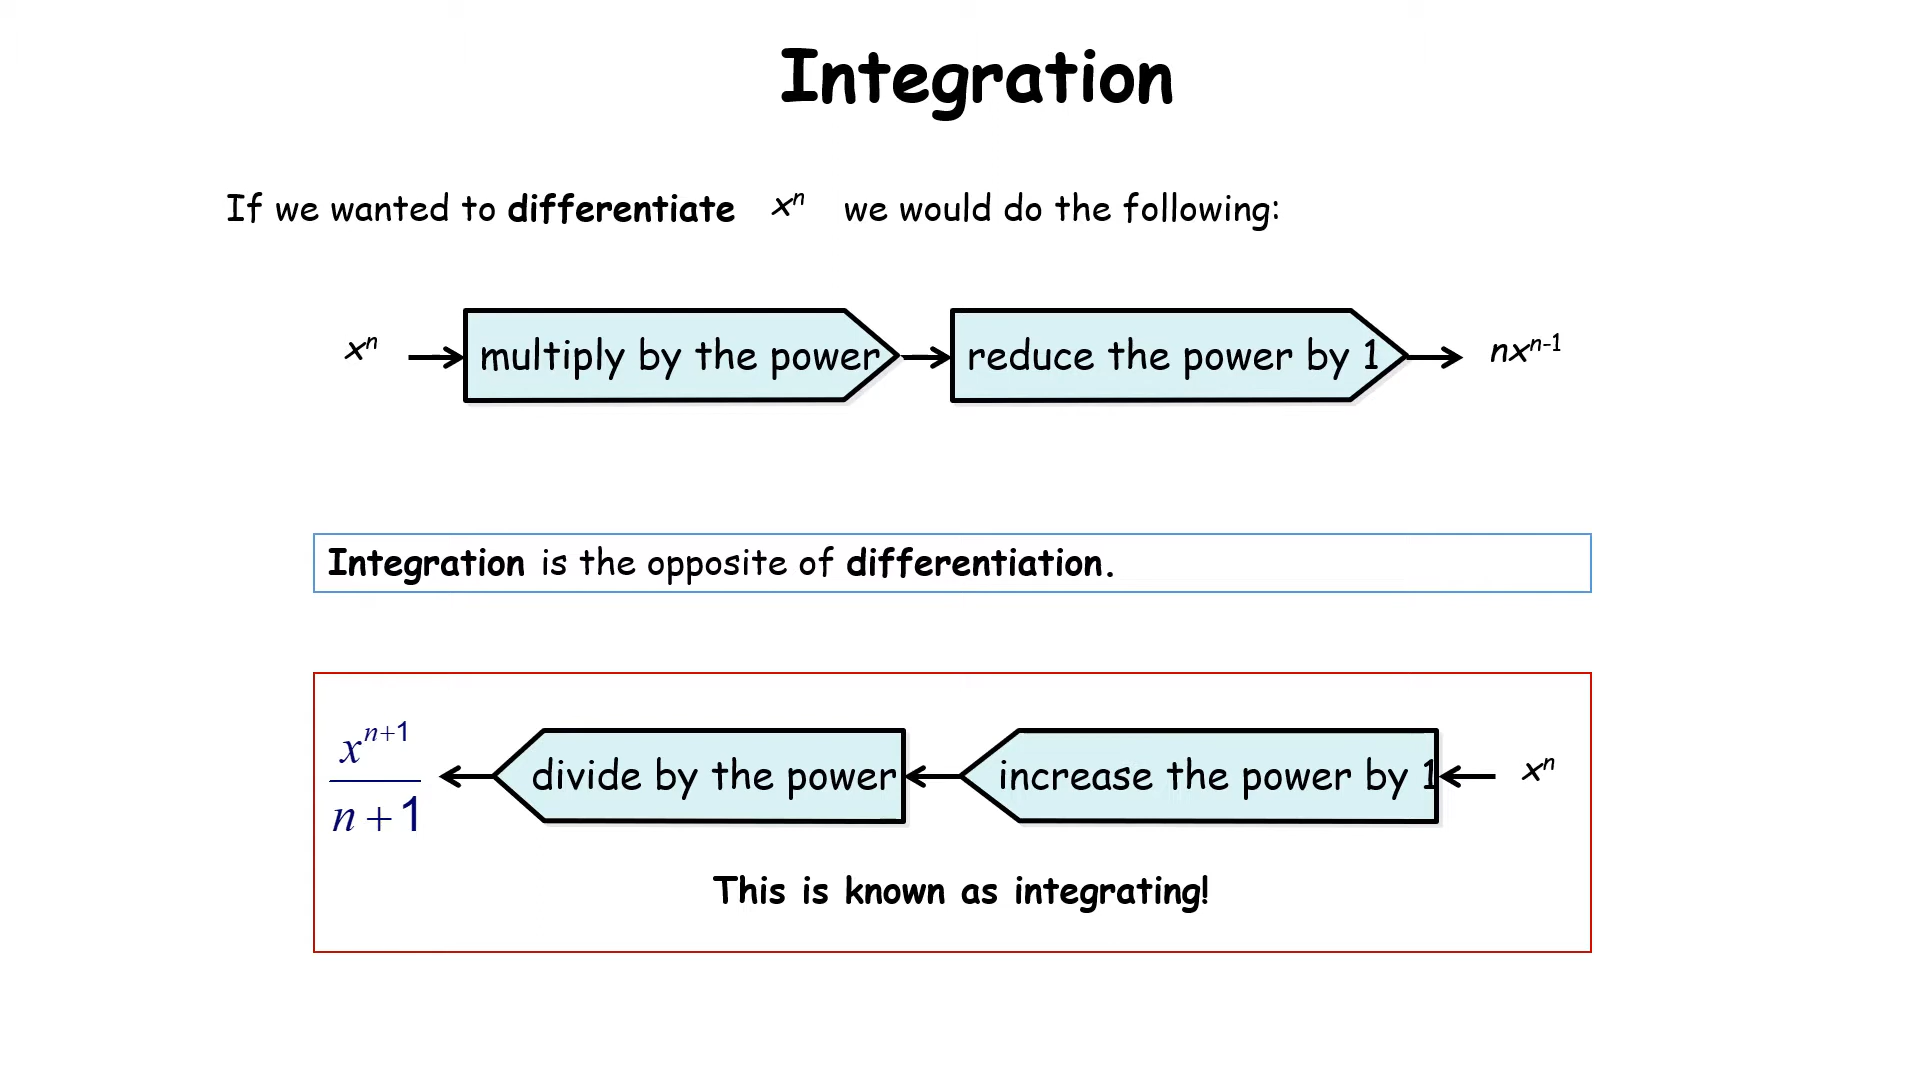 Integration
If we wanted to differentiate xⁿ we would do the following:
xⁿ multiply by the power reduce the power by 1 nxⁿ⁻¹
Integration is the opposite of differentiation.
xⁿ⁺¹
n + 1
divide by the power increase the power by 1 xⁿ
This is known as integrating!